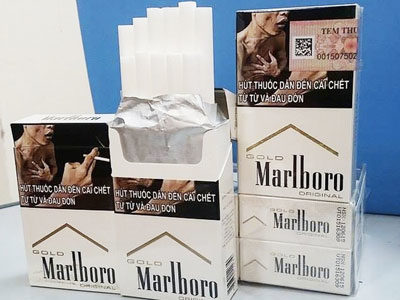 TEM THU
001507502
HÚT THUỐC DẪN ĐẾN CÁI CHẾT
TỪ TỪ VÀ ĐAU ĐỚN
GOLD
Marlboro
ORIGINAL
HÚT THUỐC DẪN ĐẾN CÁI CHẾT
TỪ TỪ VÀ ĐAU ĐỚN
GOLD
Marlboro
HÚT THUỐC DẪN ĐẾN CÁI CHẾT
TỪ TỪ VÀ ĐAU ĐỚN
GOLD
Marlboro
ORIGINAL